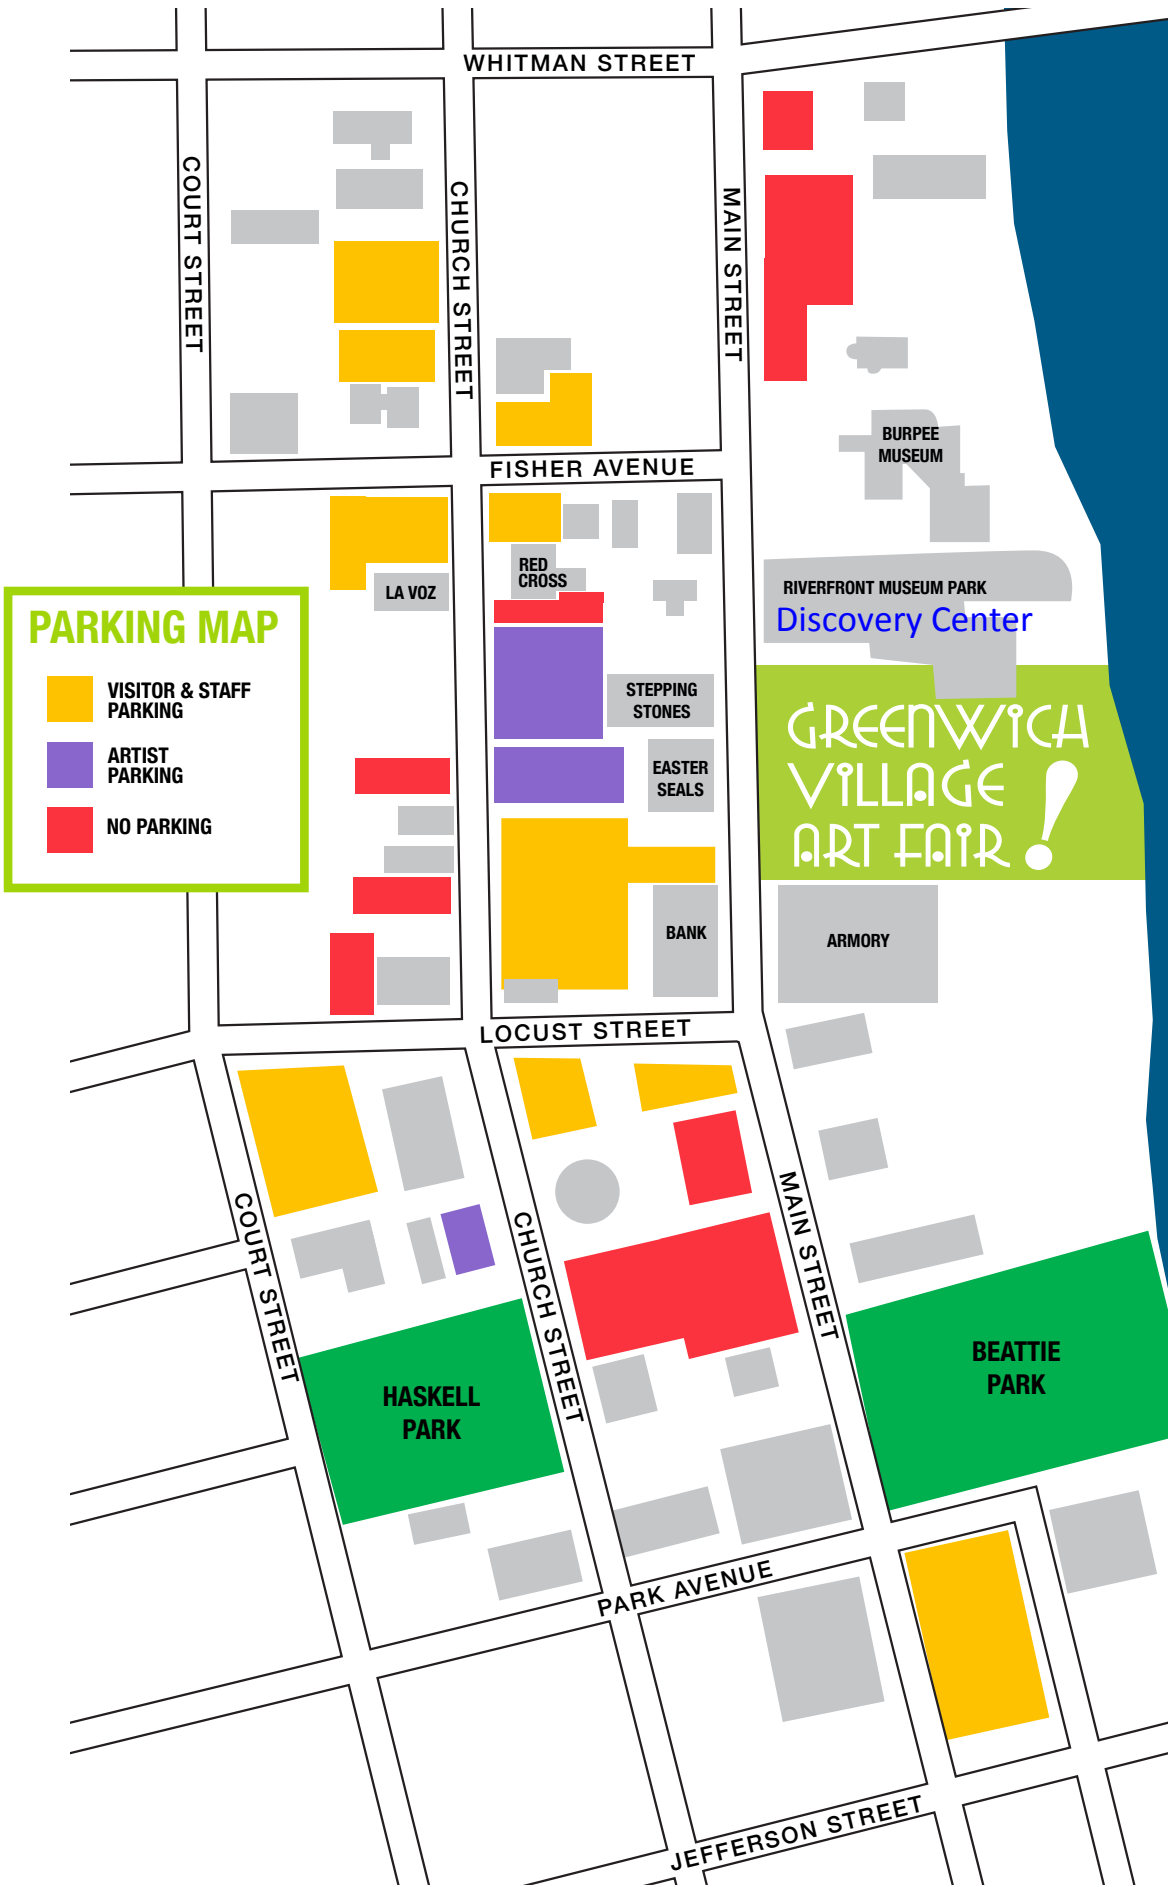 WHITMAN STREET
COURT STREET
CHURCH STREET
MAIN STREET
FISHER AVENUE
BURPEE
MUSEUM
RED
CROSS
LA VOZ
RIVERFRONT MUSEUM PARK
Discovery Center
PARKING MAP
VISITOR & STAFF
PARKING
ARTIST
PARKING
NO PARKING
STEPPING
STONES
EASTER
SEALS
GREENWiCH
ViLLAGE
ART FAiR!
BANK
ARMORY
LOCUST STREET
COURT STREET
CHURCH STREET
MAIN STREET
HASKELL
PARK
BEATTIE
PARK
PARK AVENUE
JEFFERSON STREET